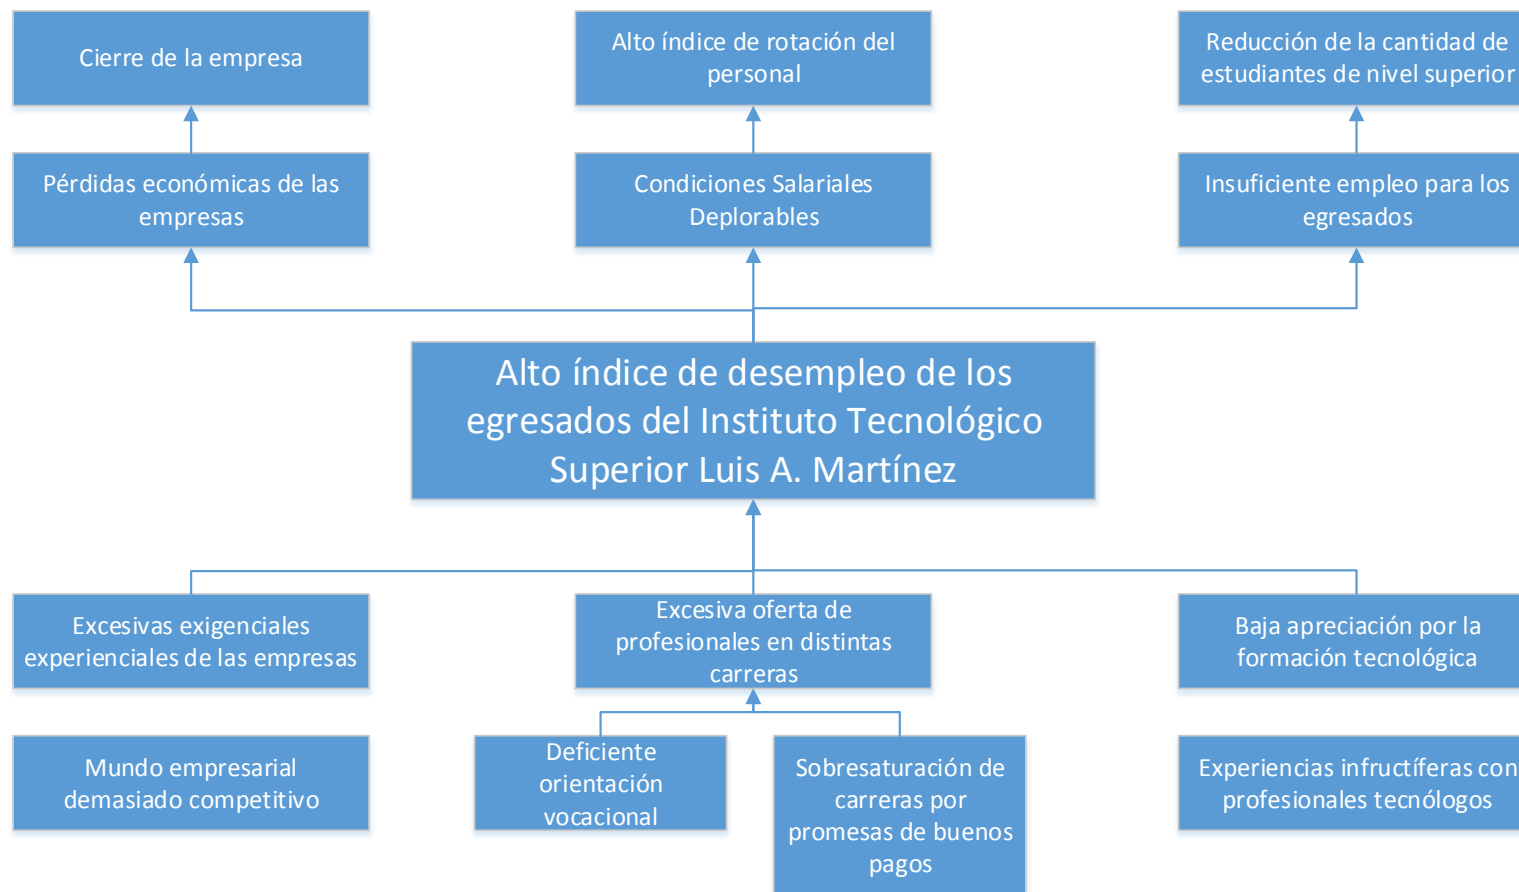 Cierre de la empresa
Alto índice de rotación del
personal
Reducción de la cantidad de
estudiantes de nivel superior
Pérdidas económicas de las
empresas
Condiciones Salariales
Deplorables
Insuficiente empleo para los
egresados
Alto índice de desempleo de los
egresados del Instituto Tecnológico
Superior Luis A. Martínez
Excesivas exigenciales
experienciales de las empresas
Excesiva oferta de
profesionales en distintas
carreras
Baja apreciación por la
formación tecnológica
Mundo empresarial
demasiado competitivo
Deficiente
orientación
vocacional
Sobresaturación de
carreras por
promesas de buenos
pagos
Experiencias infructíferas con
profesionales tecnólogos